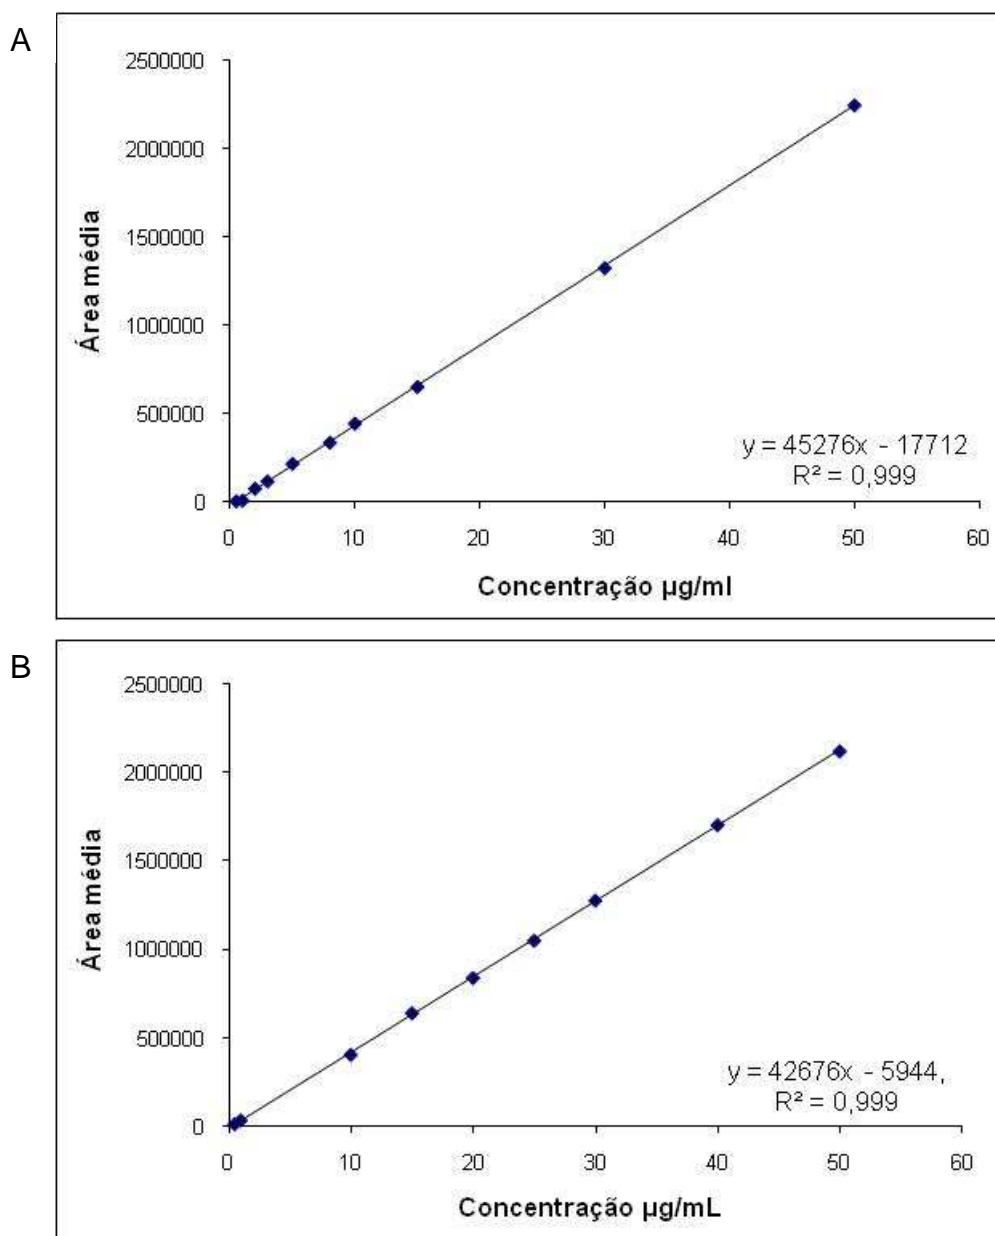 A
2500000
2000000
1500000
1000000
500000
0
Área média
y = 45276x - 17712
R² = 0,999
0 10 20 30 40 50 60
Concentração µg/ml
B
2500000
2000000
1500000
1000000
500000
0
Área média
y = 42676x - 5944,
R² = 0,999
0 10 20 30 40 50 60
Concentração µg/mL